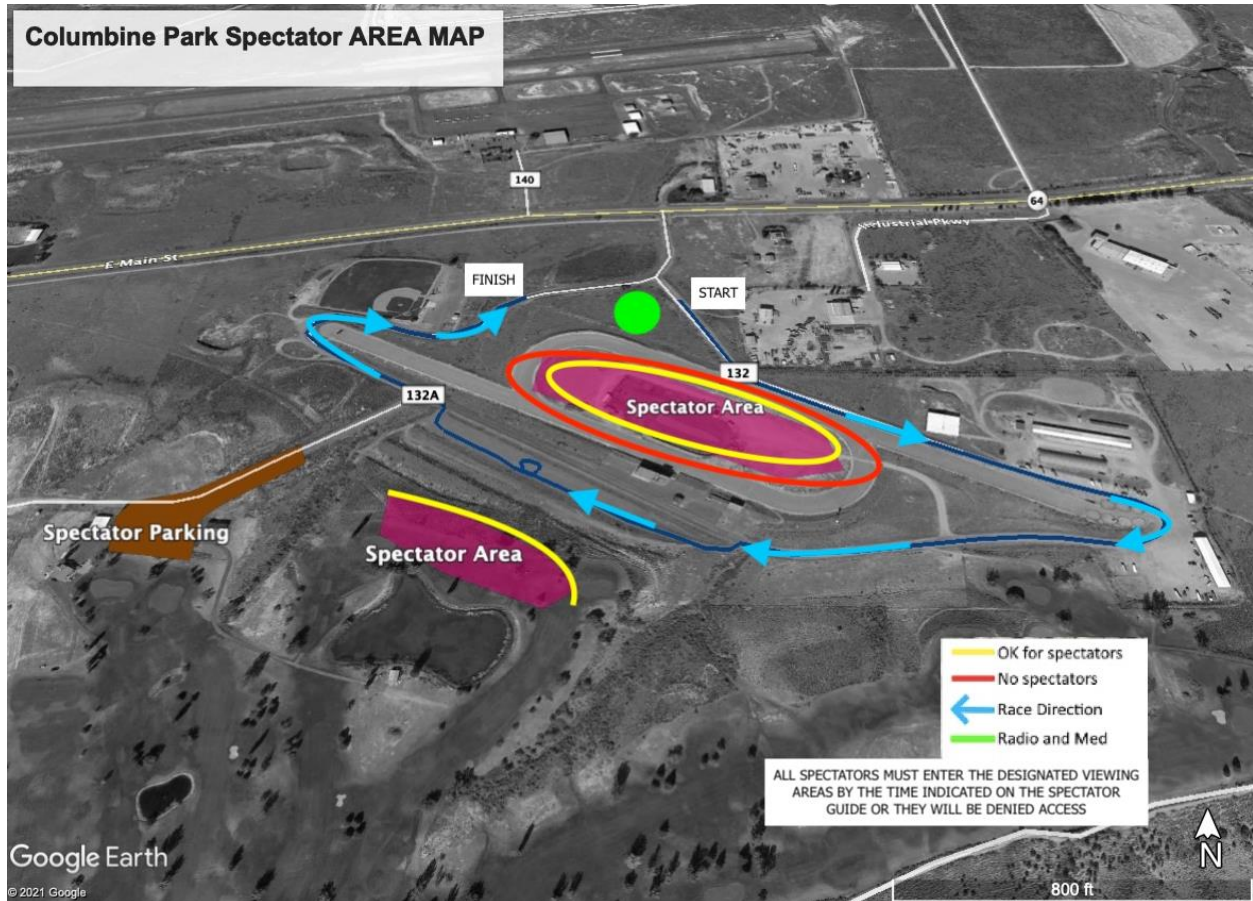 Columbine Park Spectator AREA MAP
140
64
E Main St
FINISH
START
132
132A
Spectator Area
Spectator Parking
Spectator Area
OK for spectators
No spectators
Race Direction
Radio and Med
ALL SPECTATORS MUST ENTER THE DESIGNATED VIEWING
AREAS BY THE TIME INDICATED ON THE SPECTATOR
GUIDE OR THEY WILL BE DENIED ACCESS
Google Earth
© 2021 Google
N
800 ft